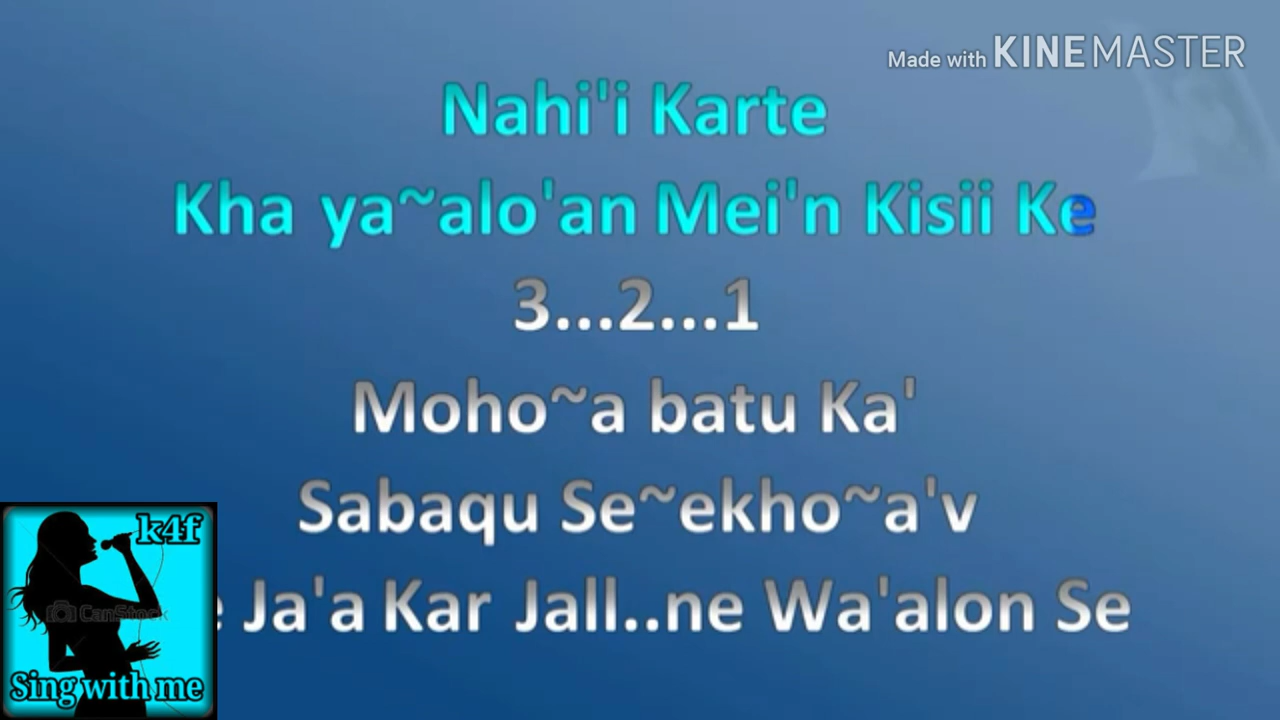 Made with KINEMASTER
Nahi'i Karte
Kha ya~alo'an Mei'n Kisii Ke
3...2...1
Moho~a batu Ka'
Sabaqu Se~ekho~a'v
Ja'a Kar Jall..ne Wa'alon Se
k4f
CanStock
Sing with me